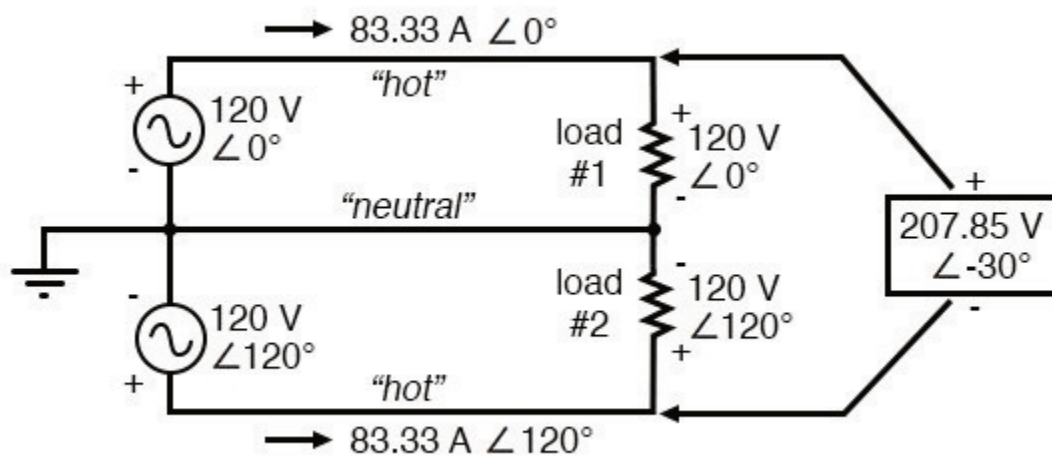 83.33 A ∠0°
“hot”
+
120 V
∠0°
-
load
#1
+
120 V
∠0°
-
“neutral”
+
207.85 V
∠-30°
-
-
120 V
∠120°
+
load
#2
-
120 V
∠120°
+
“hot”
83.33 A ∠120°